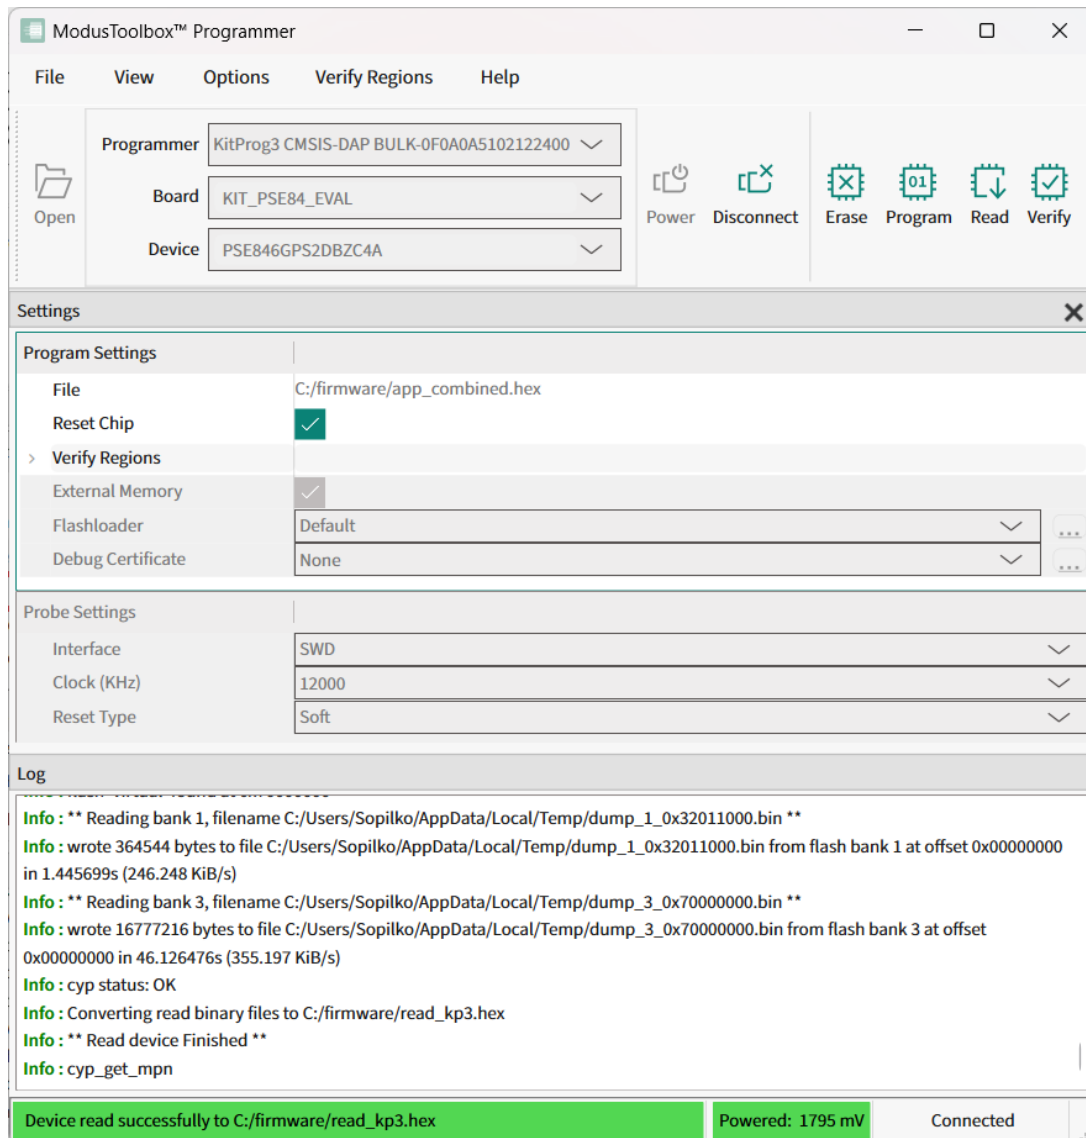 ModusToolbox™ Programmer
File View Options Verify Regions Help
Open
Programmer KitProg3 CMSIS-DAP BULK-0F0A0A5102122400
Board KIT_PSE84_EVAL
Device PSE846GPS2DBZC4A
Power Disconnect
01
Erase Program Read Verify
Settings
Program Settings
File C:/firmware/app_combined.hex
Reset Chip
Verify Regions
External Memory
Flashloader Default ...
Debug Certificate None ...
Probe Settings
Interface SWD
Clock (KHz) 12000
Reset Type Soft
Log
Info : ** Reading bank 1, filename C:/Users/Sopilko/AppData/Local/Temp/dump_1_0x32011000.bin **
Info : wrote 364544 bytes to file C:/Users/Sopilko/AppData/Local/Temp/dump_1_0x32011000.bin from flash bank 1 at offset 0x00000000
in 1.445699s (246.248 KiB/s)
Info : ** Reading bank 3, filename C:/Users/Sopilko/AppData/Local/Temp/dump_3_0x70000000.bin **
Info : wrote 16777216 bytes to file C:/Users/Sopilko/AppData/Local/Temp/dump_3_0x70000000.bin from flash bank 3 at offset
0x00000000 in 46.126476s (355.197 KiB/s)
Info : cyp status: OK
Info : Converting read binary files to C:/firmware/read_kp3.hex
Info : ** Read device Finished **
Info : cyp_get_mpn
Device read successfully to C:/firmware/read_kp3.hex Powered: 1795 mV Connected